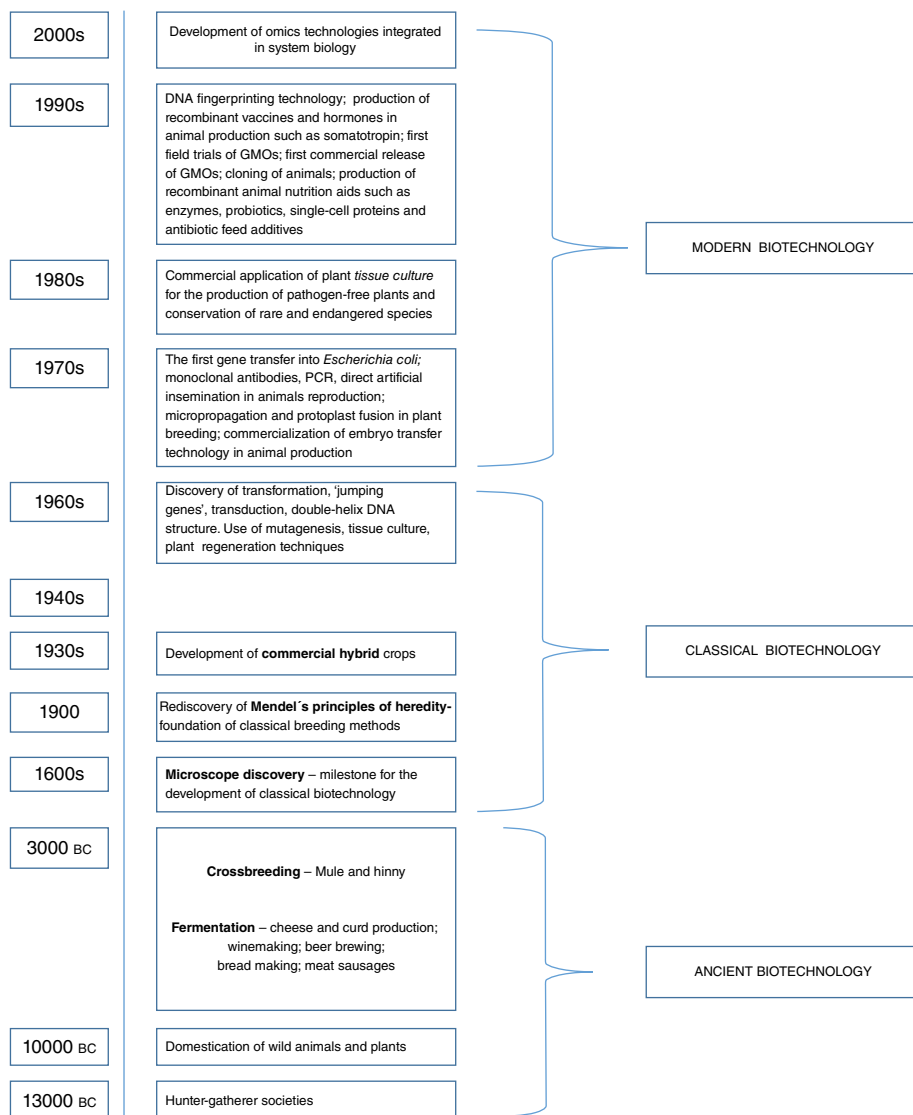 2000s
Development of omics technologies integrated
in system biology
1990s
DNA fingerprinting technology; production of
recombinant vaccines and hormones in
animal production such as somatotropin; first
field trials of GMOs; first commercial release
of GMOs; cloning of animals; production of
recombinant animal nutrition aids such as
enzymes, probiotics, single-cell proteins and
antibiotic feed additives
MODERN BIOTECHNOLOGY
1980s
Commercial application of plant tissue culture
for the production of pathogen-free plants and
conservation of rare and endangered species
1970s
The first gene transfer into Escherichia coli;
monoclonal antibodies, PCR, direct artificial
insemination in animals reproduction;
micropropagation and protoplast fusion in plant
breeding; commercialization of embryo transfer
technology in animal production
1960s
Discovery of transformation, ‘jumping
genes’, transduction, double-helix DNA
structure. Use of mutagenesis, tissue culture,
plant regeneration techniques
1940s
1930s
Development of commercial hybrid crops
CLASSICAL BIOTECHNOLOGY
1900
Rediscovery of Mendel´s principles of heredity-
foundation of classical breeding methods
1600s
Microscope discovery – milestone for the
development of classical biotechnology
3000 BC
Crossbreeding – Mule and hinny
Fermentation – cheese and curd production;
winemaking; beer brewing;
bread making; meat sausages
ANCIENT BIOTECHNOLOGY
10000 BC
Domestication of wild animals and plants
13000 BC
Hunter-gatherer societies